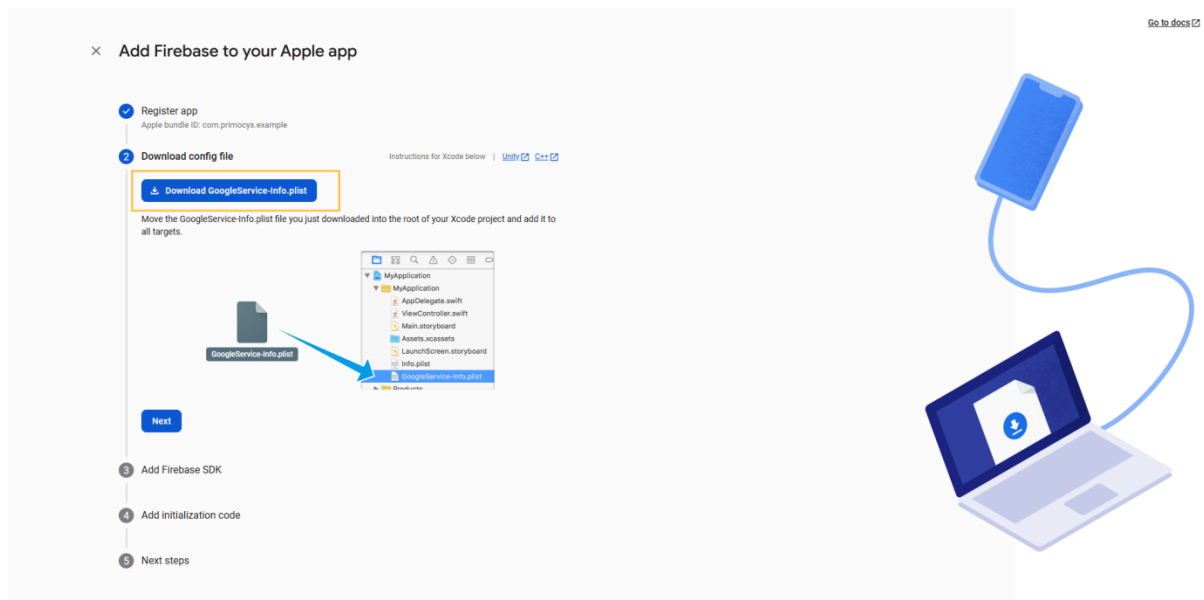 Go to docs
Add Firebase to your Apple app
Register app
Apple bundle ID: com.primocys.example
2 Download config file
Instructions for Xcode below | Unity C++
Download GoogleService-Info.plist
Move the GoogleService-Info.plist file you just downloaded into the root of your Xcode project and add it to
all targets.
MyApplication
MyApplication
AppDelegate.swift
ViewController.swift
Main.storyboard
Assets.xcassets
LaunchScreen.storyboard
Info.plist
GoogleService-Info.plist
Products
GoogleService-Info.plist
Next
3 Add Firebase SDK
4 Add initialization code
5 Next steps